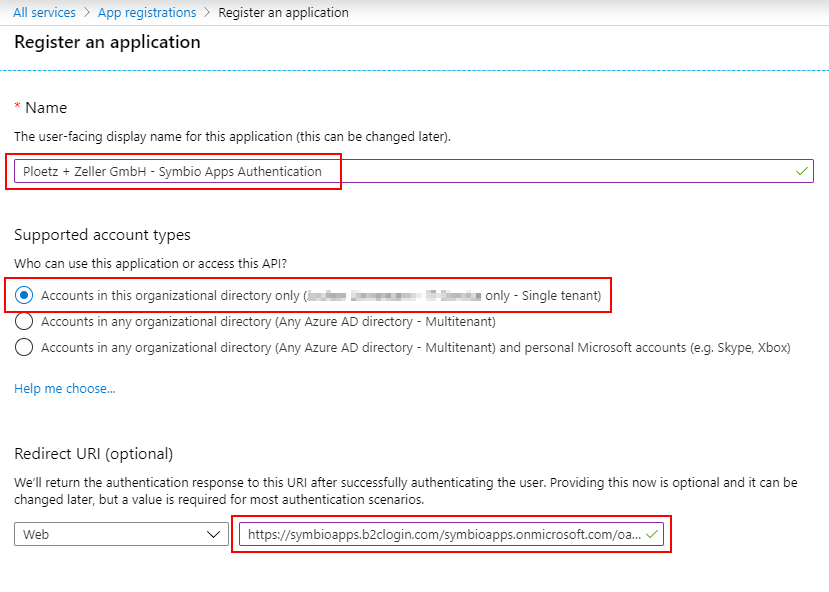 All services > App registrations > Register an application
Register an application
* Name
The user-facing display name for this application (this can be changed later).
Ploetz + Zeller GmbH - Symbio Apps Authentication
Supported account types
Who can use this application or access this API?
Accounts in this organizational directory only ( only - Single tenant)
Accounts in any organizational directory (Any Azure AD directory - Multitenant)
Accounts in any organizational directory (Any Azure AD directory - Multitenant) and personal Microsoft accounts (e.g. Skype, Xbox)
Help me choose...
Redirect URI (optional)
We'll return the authentication response to this URI after successfully authenticating the user. Providing this now is optional and it can be
changed later, but a value is required for most authentication scenarios.
Web https://symbioapps.b2clogin.com/symbioapps.onmicrosoft.com/oa...